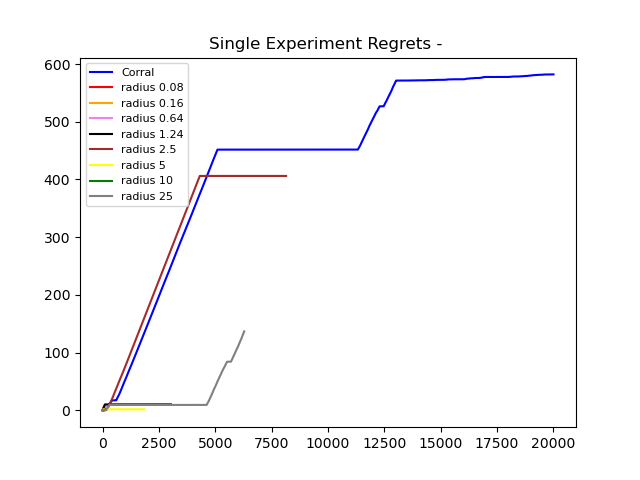 Single Experiment Regrets -
600
500
400
300
200
100
0
Corral
radius 0.08
radius 0.16
radius 0.64
radius 1.24
radius 2.5
radius 5
radius 10
radius 25
0 2500 5000 7500 10000 12500 15000 17500 20000